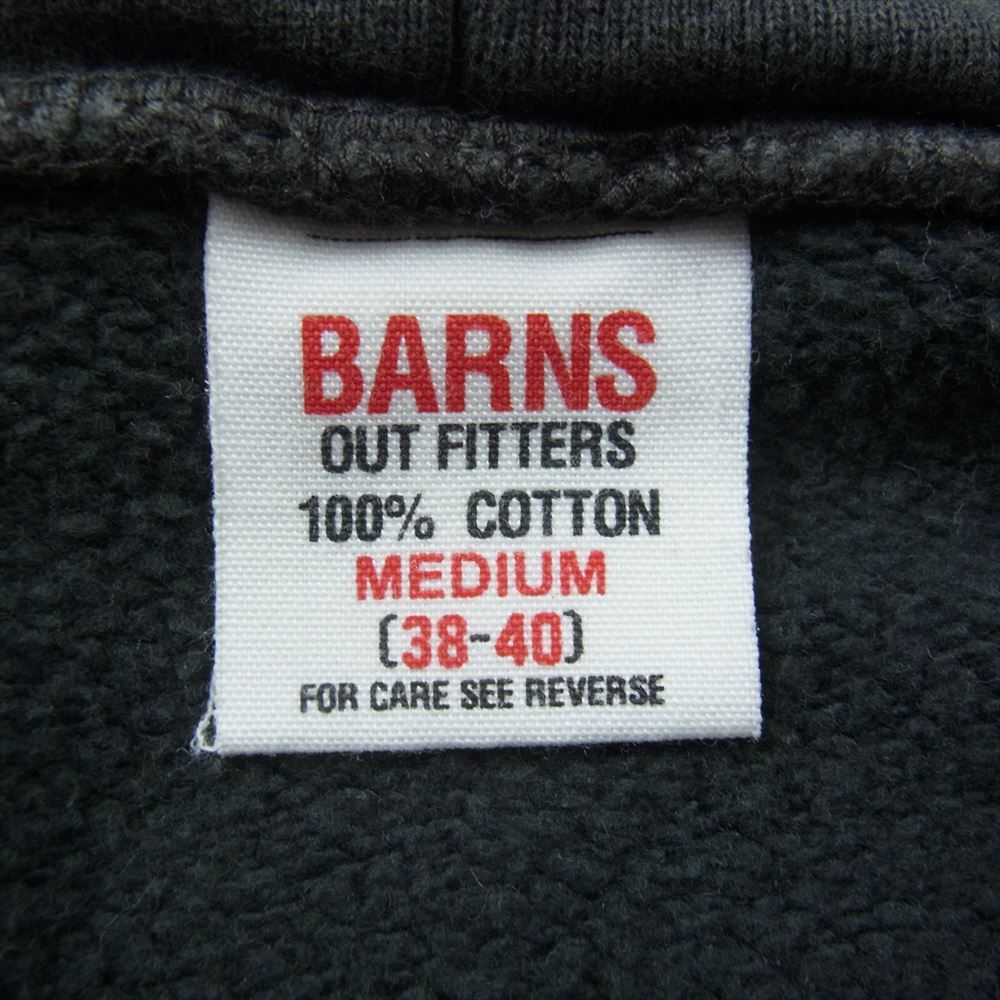 BARNS
OUT FITTERS
100% COTTON
MEDIUM
(38-40)
FOR CARE SEE REVERSE